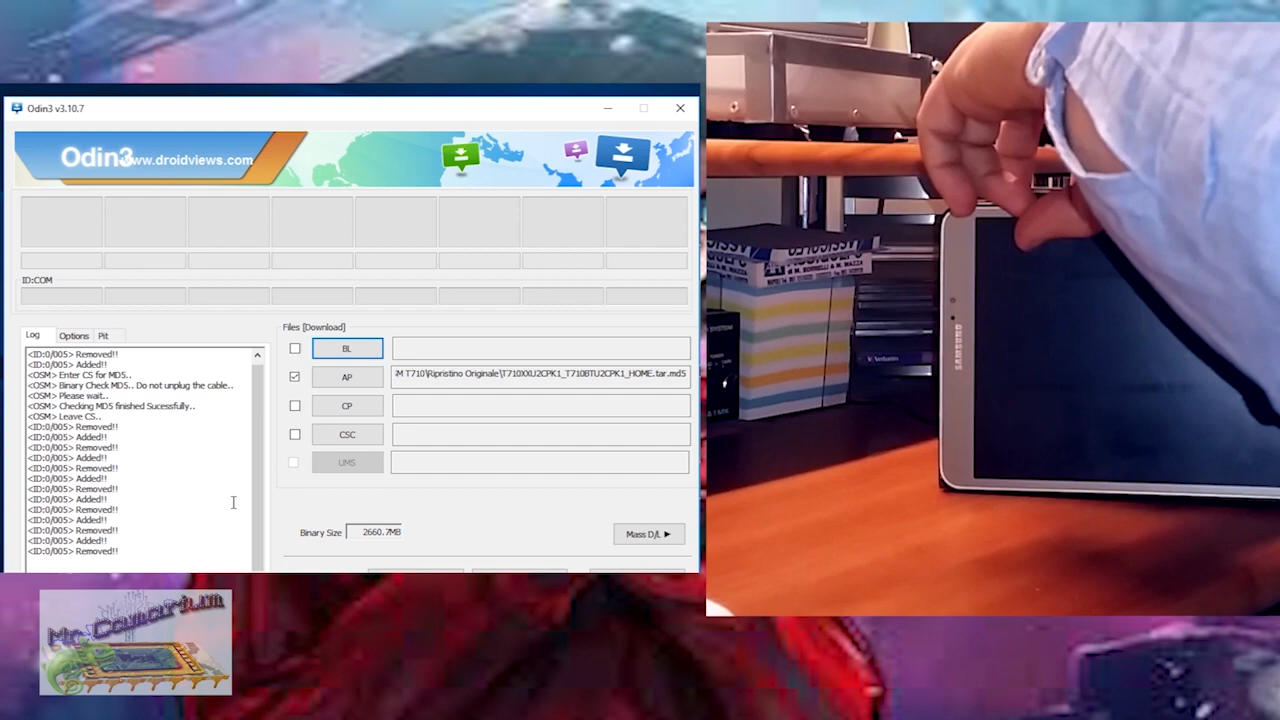 Odin3 v3.10.7
Odin3
www.droidviews.com
ID:COM
Log
Options
Pit
<ID:0/005> Removed!!
<ID:0/005> Added!!
<OSM> Enter CS for MD5..
<OSM> Binary Check MD5.. Do not unplug the cable..
<OSM> Please wait..
<OSM> Checking MD5 finished Sucessfully..
<OSM> Leave CS..
<ID:0/005> Removed!!
<ID:0/005> Added!!
<ID:0/005> Removed!!
<ID:0/005> Added!!
<ID:0/005> Removed!!
<ID:0/005> Added!!
<ID:0/005> Removed!!
<ID:0/005> Added!!
<ID:0/005> Removed!!
<ID:0/005> Added!!
<ID:0/005> Removed!!
<ID:0/005> Added!!
<ID:0/005> Removed!!
Files [Download]
BL
AP
M T710\Ripristino Originale\T710XXU2CPK1_T710BTU2CPK1_HOME.tar.md5
CP
CSC
UMS
Binary Size
2660.7MB
Mass D/L ▶
SAMSUNG
Verbatim
Mr. Canarium